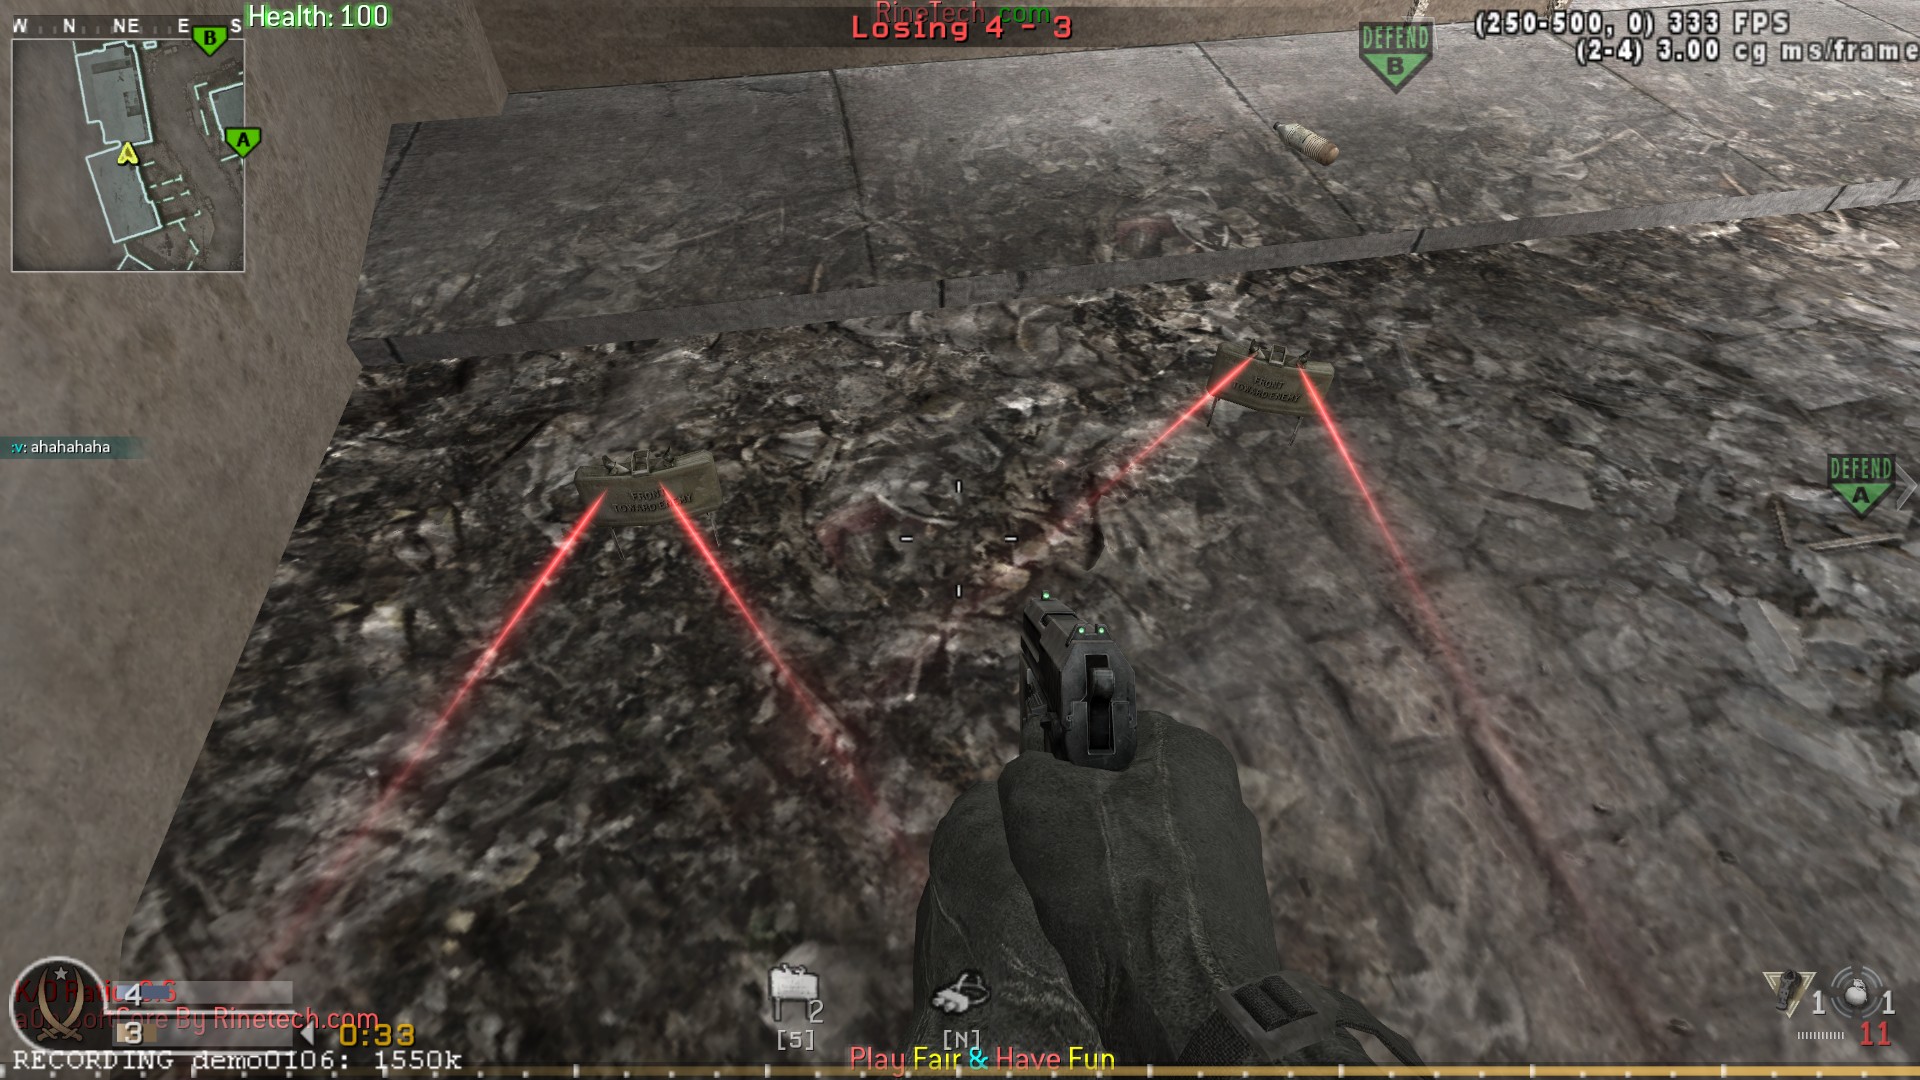 W N NE E S
Health: 100
RineTech.com
Losing 4 - 3
(250-500, 0) 333 FPS
(2-4) 3.00 cg ms/frame
B
A
DEFEND
B
:v: ahahahaha
FRONT
TOWARD ENEMY
FRONT
TOWARD ENEMY
DEFEND
A
K/D Ratio
4
By Rinetech.com
3
0:33
RECORDING demo0106: 1550k
2
[5]
[N]
Play Fair & Have Fun
1
1
11